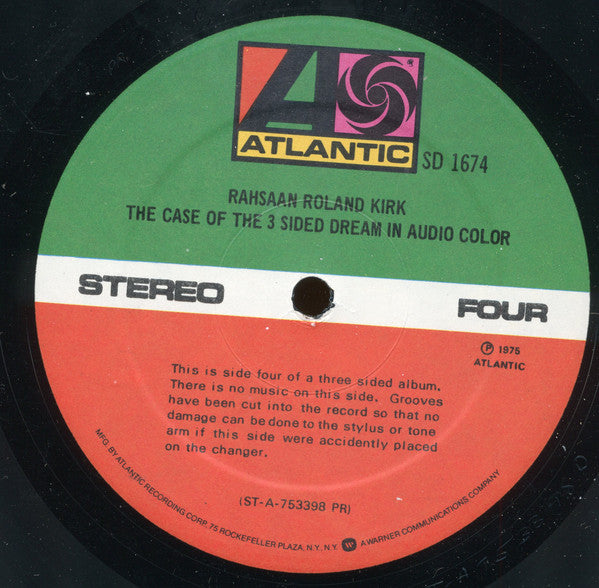 ATLANTIC
®
SD 1674
RAHSAAN ROLAND KIRK
THE CASE OF THE 3 SIDED DREAM IN AUDIO COLOR
STEREO
FOUR
℗ 1975
ATLANTIC
This is side four of a three sided album.
There is no music on this side. Grooves
have been cut into the record so that no
damage can be done to the stylus or tone
arm if this side were accidently placed
on the changer.
(ST-A-753398 PR)
MFG. BY ATLANTIC RECORDING CORP. 75 ROCKEFELLER PLAZA, N.Y. N.Y. W A WARNER COMMUNICATIONS COMPANY